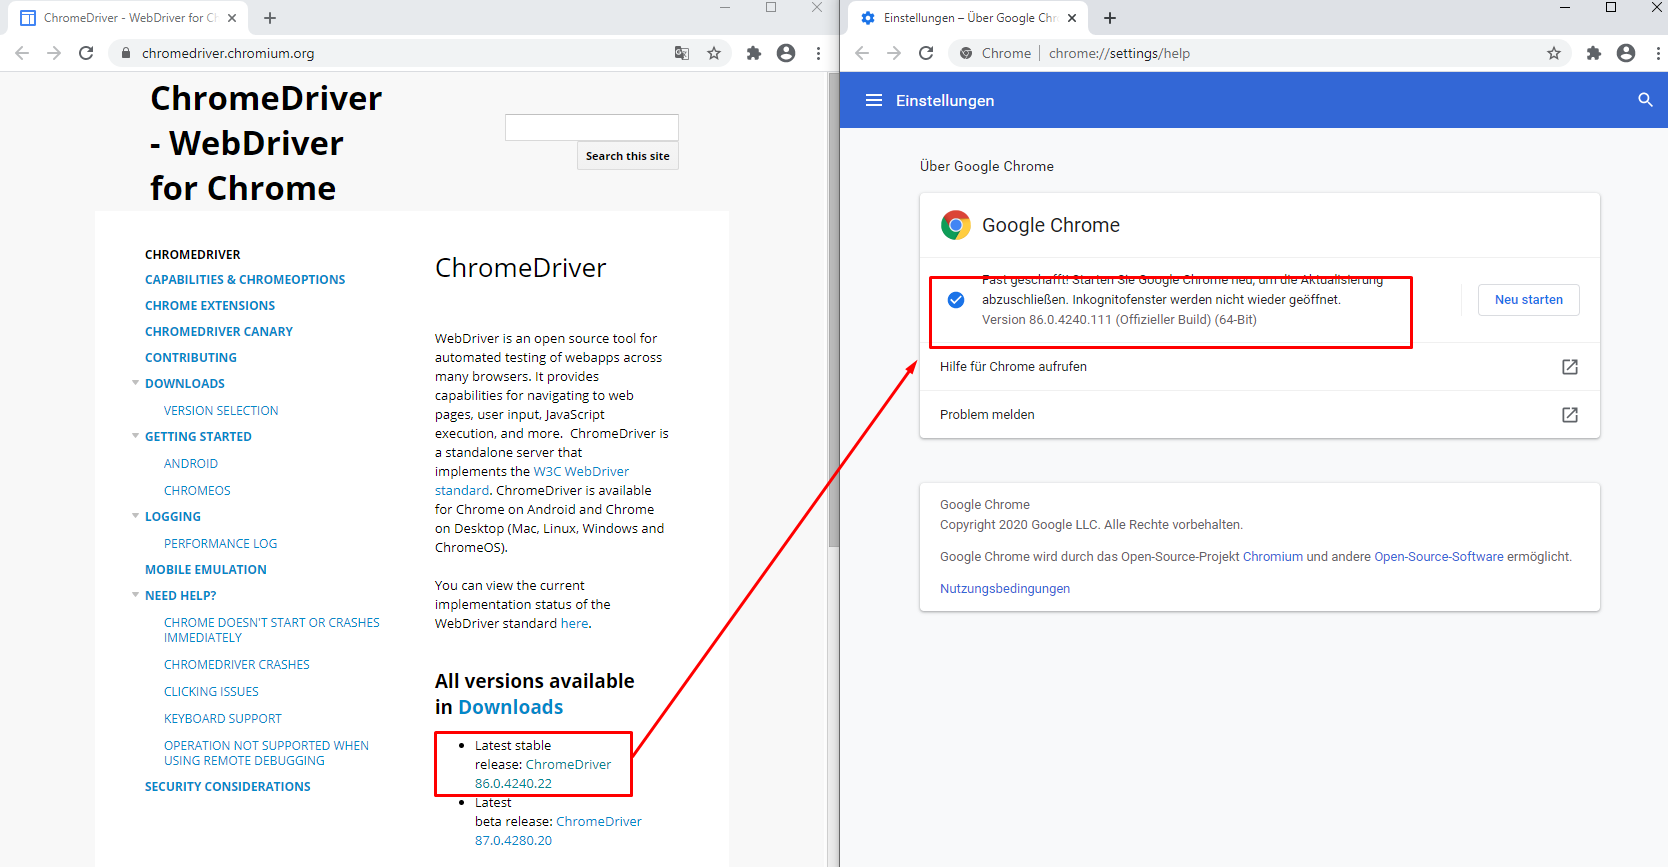 ChromeDriver - WebDriver for Ch
chromedriver.chromium.org
ChromeDriver
- WebDriver
for Chrome
Search this site
CHROMEDRIVER
CAPABILITIES & CHROMEOPTIONS
CHROME EXTENSIONS
CHROMEDRIVER CANARY
CONTRIBUTING
DOWNLOADS
VERSION SELECTION
GETTING STARTED
ANDROID
CHROMEOS
LOGGING
PERFORMANCE LOG
MOBILE EMULATION
NEED HELP?
CHROME DOESN'T START OR CRASHES
IMMEDIATELY
CHROMEDRIVER CRASHES
CLICKING ISSUES
KEYBOARD SUPPORT
OPERATION NOT SUPPORTED WHEN
USING REMOTE DEBUGGING
SECURITY CONSIDERATIONS
ChromeDriver
WebDriver is an open source tool for
automated testing of webapps across
many browsers. It provides
capabilities for navigating to web
pages, user input, JavaScript
execution, and more.  ChromeDriver is
a standalone server that
implements the W3C WebDriver
standard. ChromeDriver is available
for Chrome on Android and Chrome
on Desktop (Mac, Linux, Windows and
ChromeOS).
You can view the current
implementation status of the
WebDriver standard here.
All versions available
in Downloads
• Latest stable
release: ChromeDriver
86.0.4240.22
• Latest
beta release: ChromeDriver
87.0.4280.20
Einstellungen – Über Google Chr
Chrome | chrome://settings/help
Einstellungen
Über Google Chrome
Google Chrome
Fast geschafft! Starten Sie Google Chrome neu, um die Aktualisierung
abzuschließen. Inkognitofenster werden nicht wieder geöffnet.
Version 86.0.4240.111 (Offizieller Build) (64-Bit)
Neu starten
Hilfe für Chrome aufrufen
Problem melden
Google Chrome
Copyright 2020 Google LLC. Alle Rechte vorbehalten.
Google Chrome wird durch das Open-Source-Projekt Chromium und andere Open-Source-Software ermöglicht.
Nutzungsbedingungen